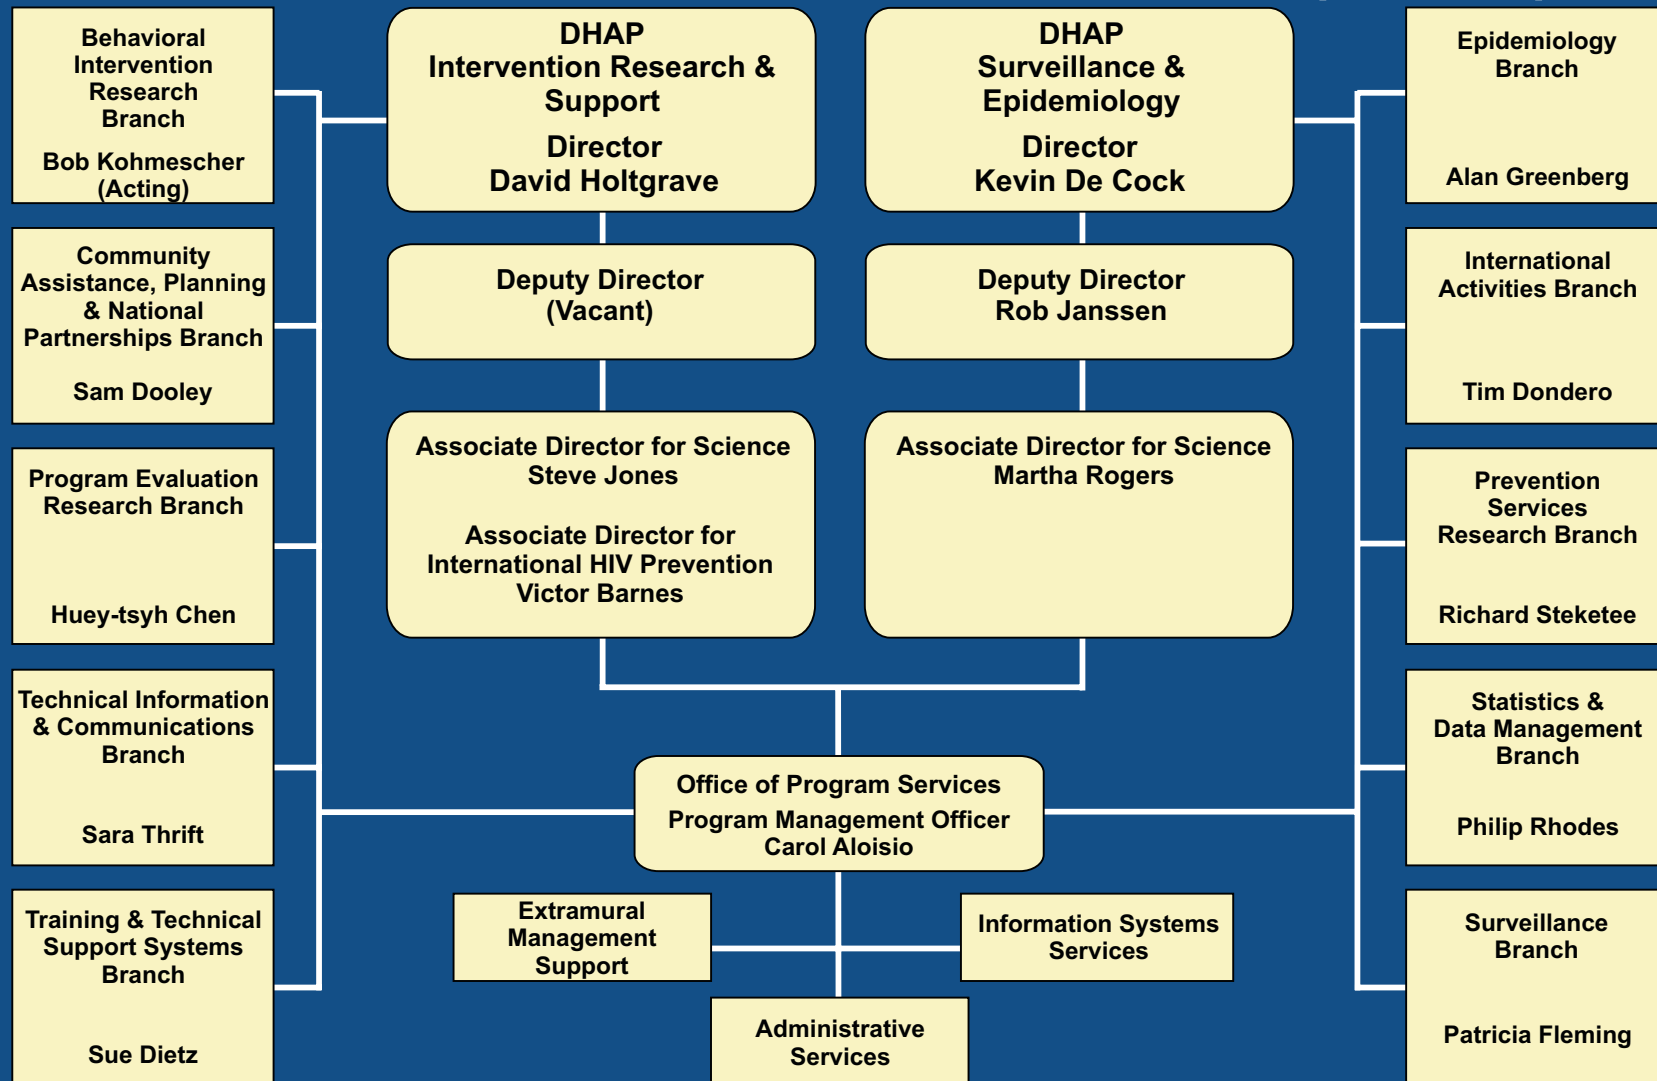 Behavioral
Intervention
Research
Branch
Bob Kohmescher
(Acting)
Community
Assistance, Planning
& National
Partnerships Branch
Sam Dooley
Program Evaluation
Research Branch
Huey-tsyh Chen
Technical Information
& Communications
Branch
Sara Thrift
Training & Technical
Support Systems
Branch
Sue Dietz
DHAP
Intervention Research &
Support
Director
David Holtgrave
Deputy Director
(Vacant)
Associate Director for Science
Steve Jones
Associate Director for
International HIV Prevention
Victor Barnes
DHAP
Surveillance &
Epidemiology
Director
Kevin De Cock
Deputy Director
Rob Janssen
Associate Director for Science
Martha Rogers
Office of Program Services
Program Management Officer
Carol Aloisio
Extramural
Management
Support
Information Systems
Services
Administrative
Services
Epidemiology
Branch
Alan Greenberg
International
Activities Branch
Tim Dondero
Prevention
Services
Research Branch
Richard Steketee
Statistics &
Data Management
Branch
Philip Rhodes
Surveillance
Branch
Patricia Fleming